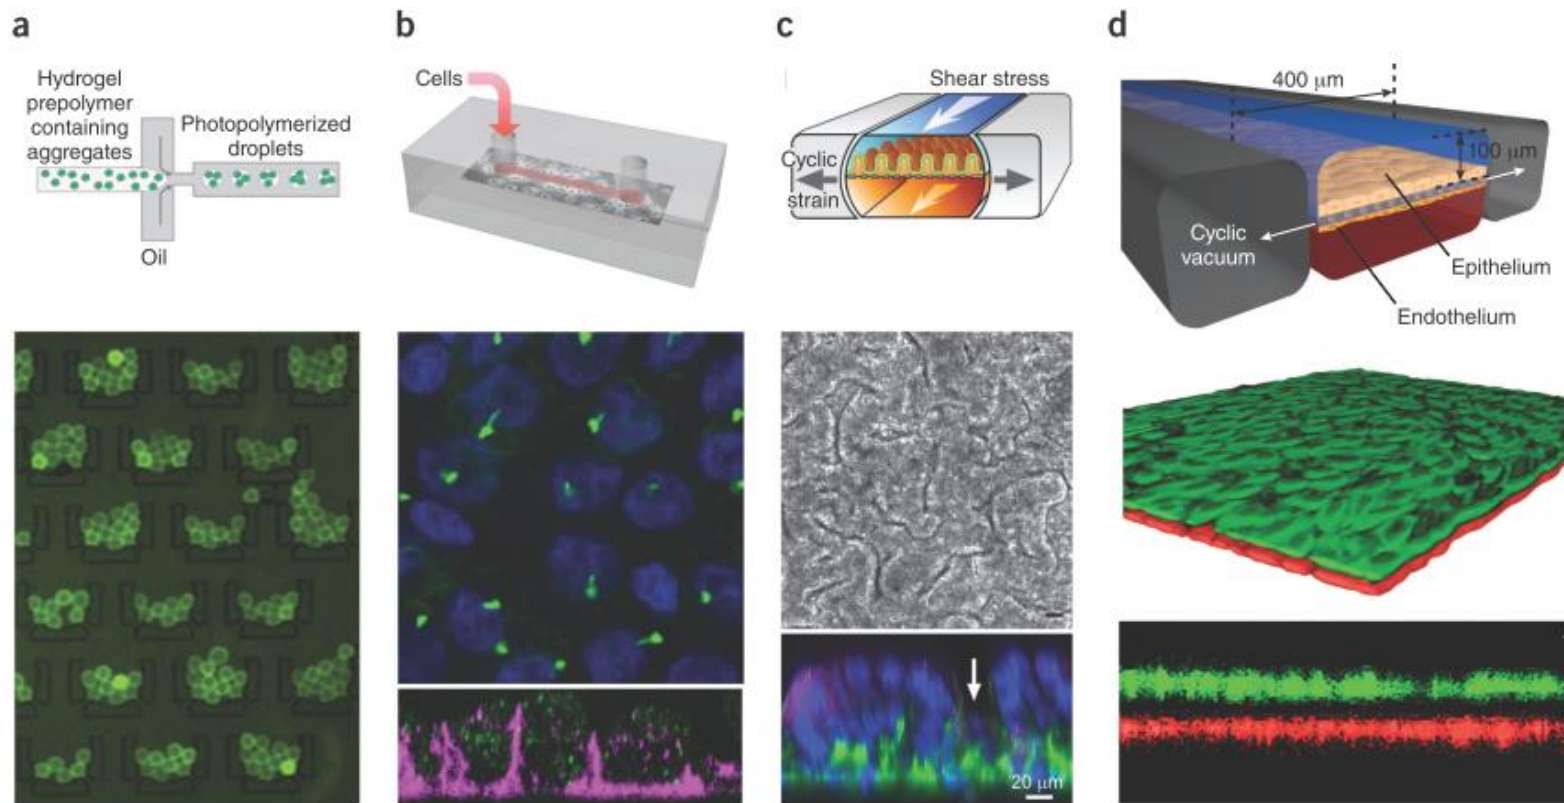 a
Hydrogel
prepolymer
containing
aggregates
Photopolymerized
droplets
Oil
b
Cells
c
Shear stress
Cyclic
strain
20 μm
d
400 μm
100 μm
Cyclic
vacuum
Epithelium
Endothelium